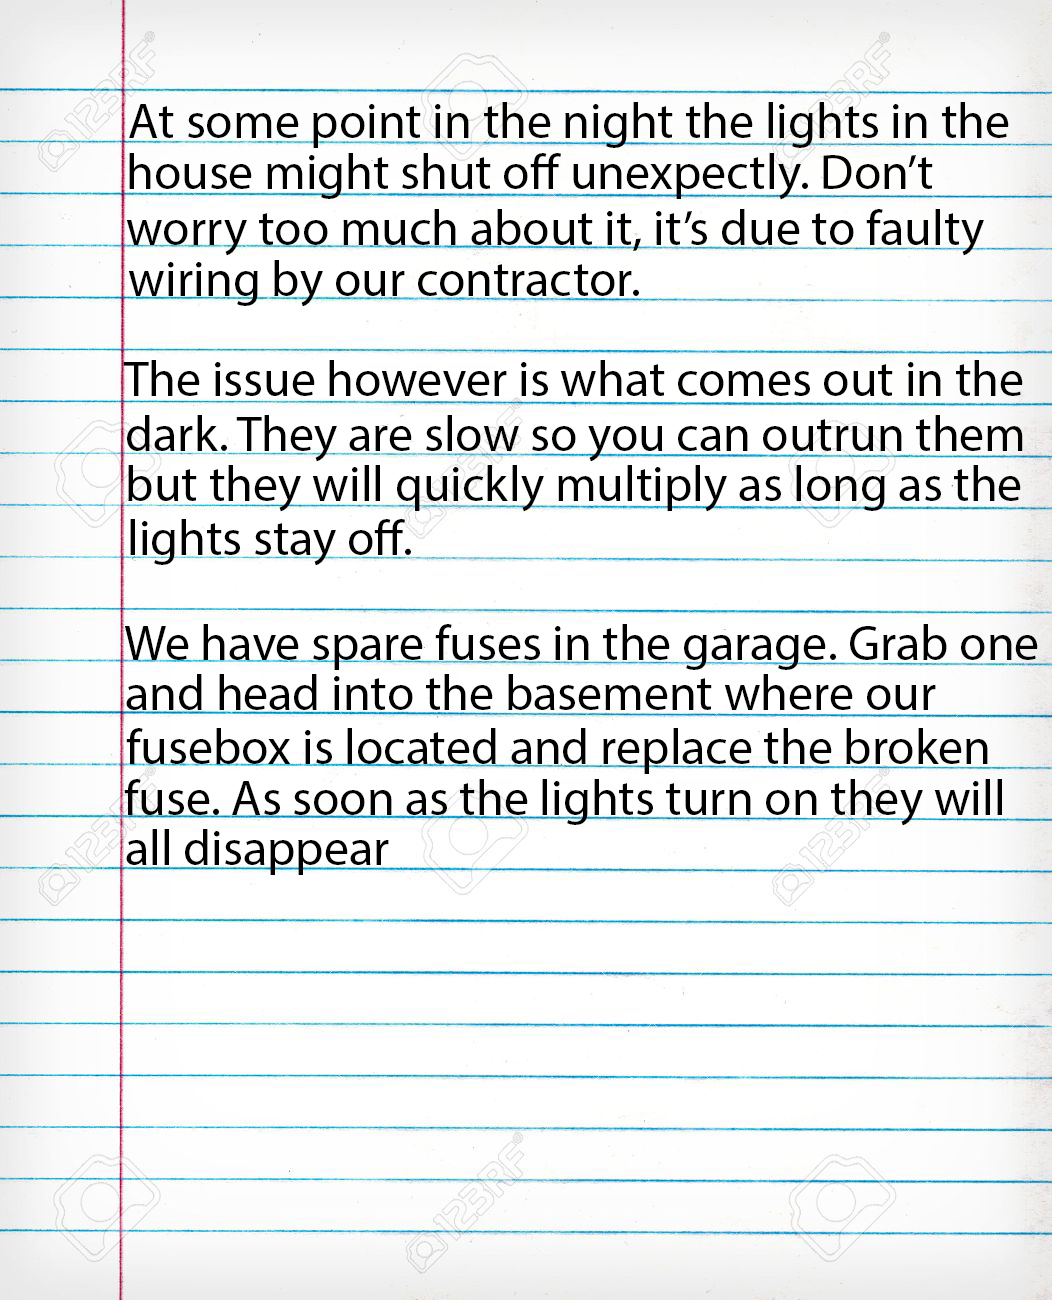 At some point in the night the lights in the
house might shut off unexpectly. Don’t
worry too much about it, it’s due to faulty
wiring by our contractor.
The issue however is what comes out in the
dark. They are slow so you can outrun them
but they will quickly multiply as long as the
lights stay off.
We have spare fuses in the garage. Grab one
and head into the basement where our
fusebox is located and replace the broken
fuse. As soon as the lights turn on they will
all disappear
123RF
123RF
123RF
123RF
123RF
123RF